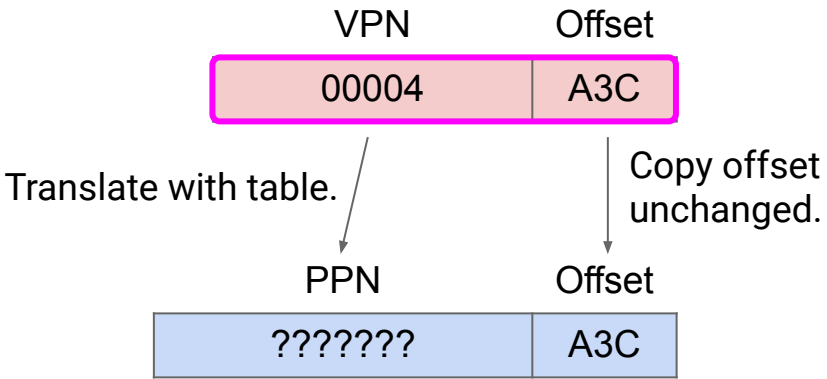 VPN Offset
00004 A3C
Translate with table.
Copy offset
unchanged.
PPN Offset
??????? A3C